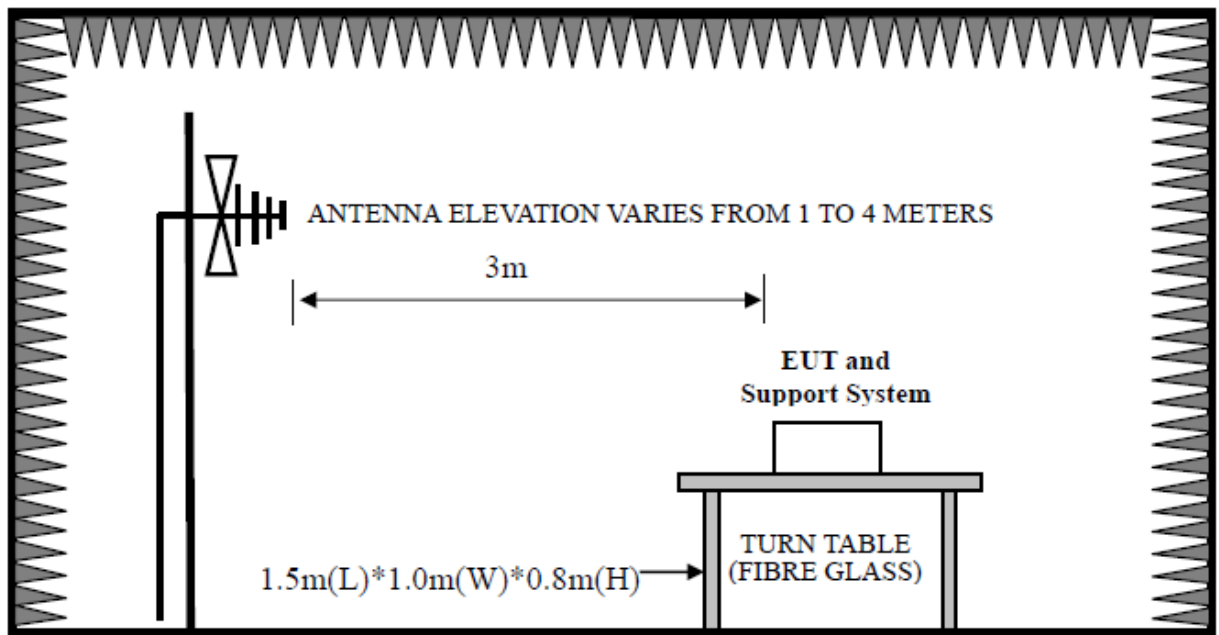 ANTENNA ELEVATION VARIES FROM 1 TO 4 METERS
3m
EUT and
Support System
TURN TABLE
(FIBRE GLASS)
1.5m(L)*1.0m(W)*0.8m(H)